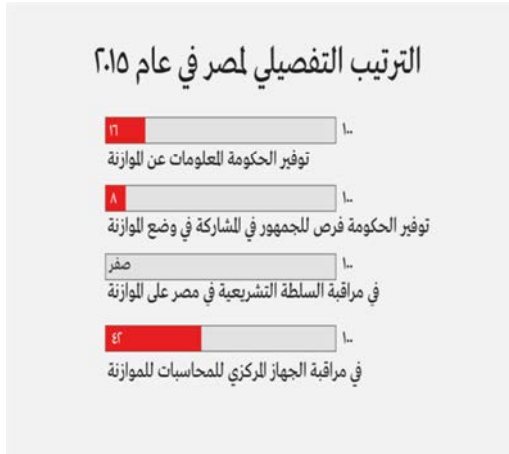 الترتيب التفصيلي لمصر في عام ٢٠١٥
١٠٠ ١٦
توفير الحكومة المعلومات عن الموازنة
١٠٠ ٨
توفير الحكومة فرص للجمهور في المشاركة في وضع الموازنة
١٠٠ صفر
في مراقبة السلطة التشريعية في مصر على الموازنة
١٠٠ ٤٢
في مراقبة الجهاز المركزي للمحاسبات للموازنة